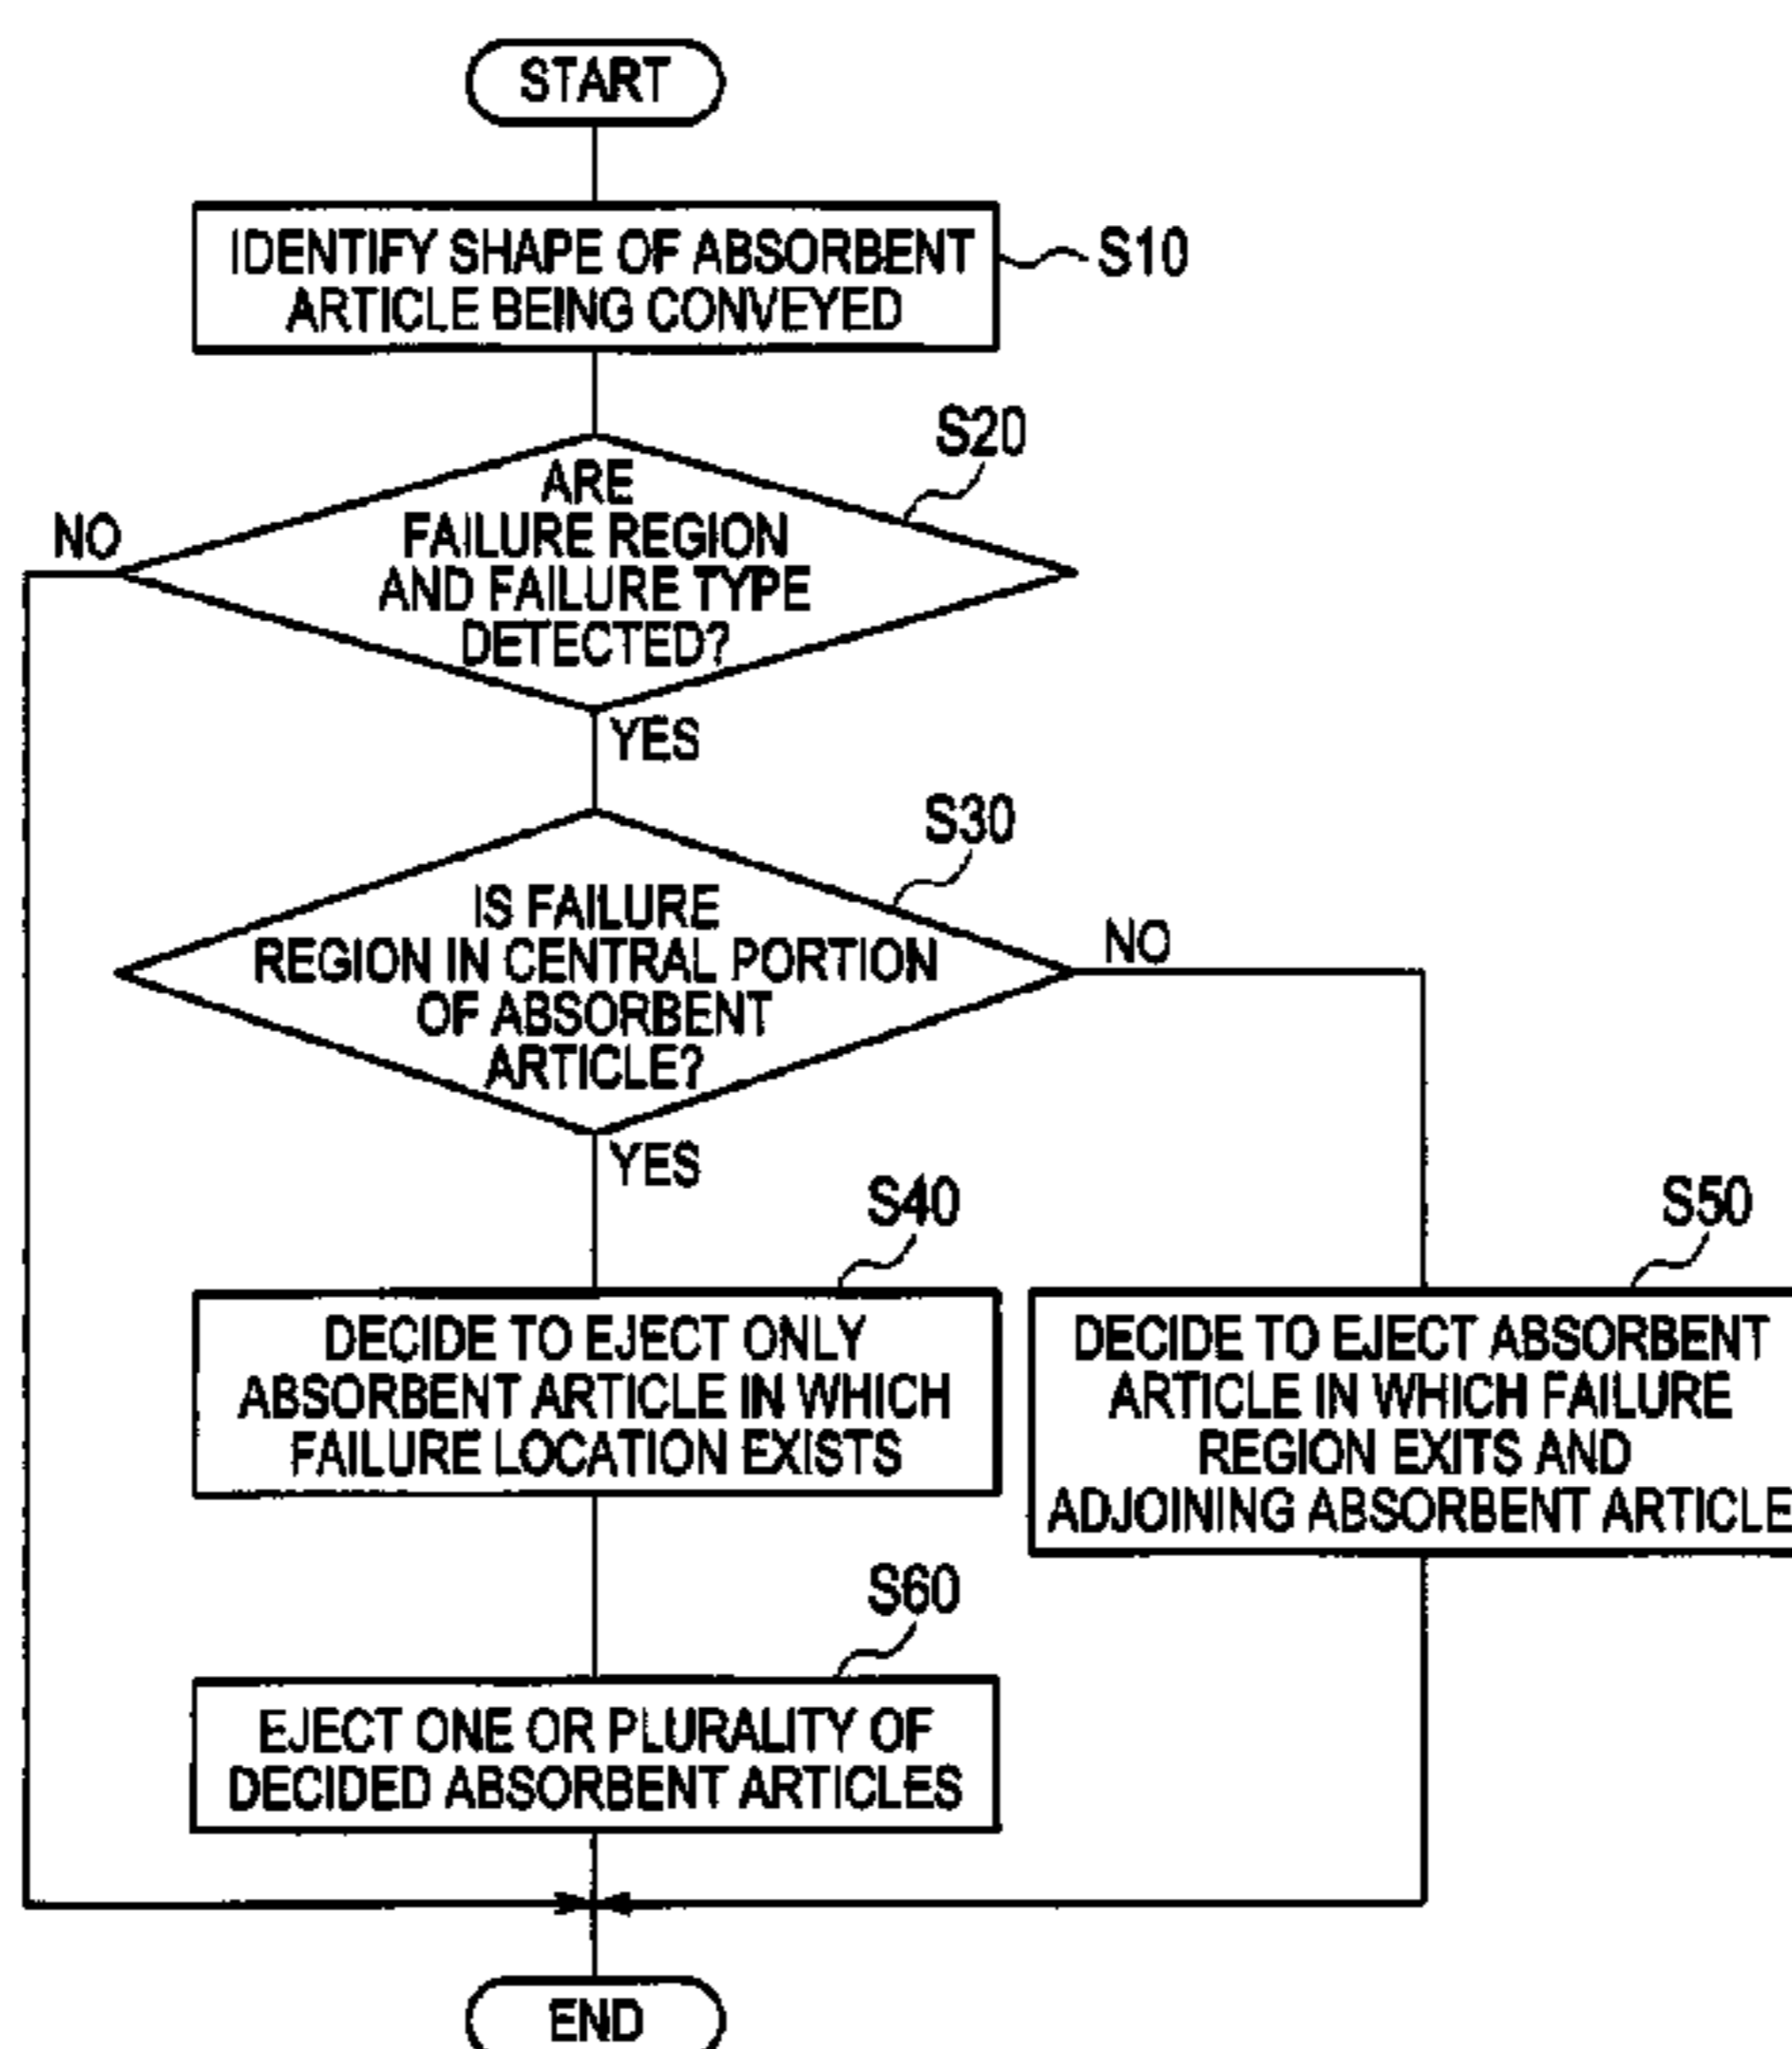 START
IDENTIFY SHAPE OF ABSORBENT
ARTICLE BEING CONVEYED
S10
S20
ARE
FAILURE REGION
AND FAILURE TYPE
DETECTED?
NO
YES
S30
IS FAILURE
REGION IN CENTRAL PORTION
OF ABSORBENT
ARTICLE?
NO
YES
S40
DECIDE TO EJECT ONLY
ABSORBENT ARTICLE IN WHICH
FAILURE LOCATION EXISTS
S50
DECIDE TO EJECT ABSORBENT
ARTICLE IN WHICH FAILURE
REGION EXITS AND
ADJOINING ABSORBENT ARTICLE
S60
EJECT ONE OR PLURALITY OF
DECIDED ABSORBENT ARTICLES
END